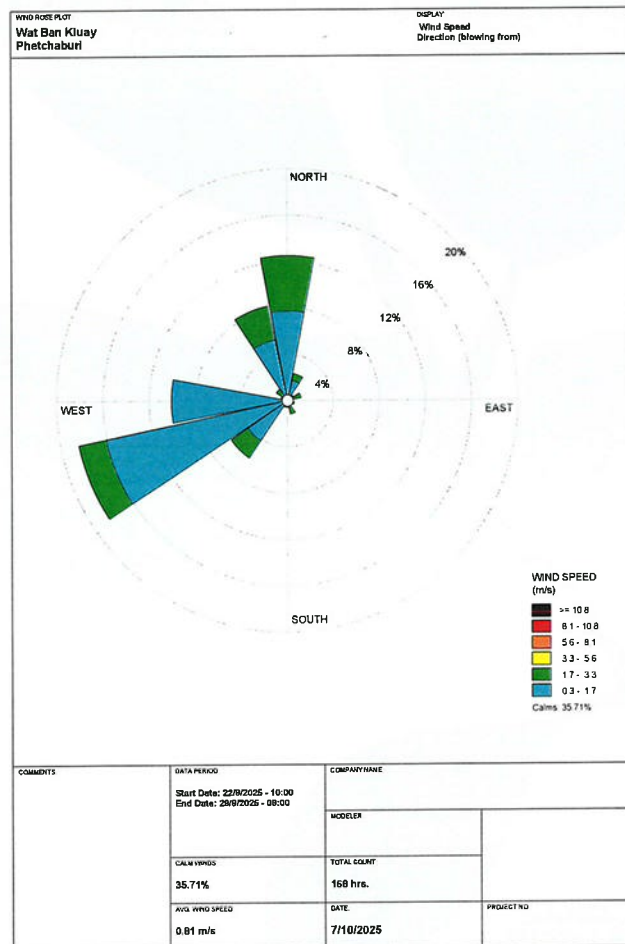 WIND ROSE PLOT
Wat Ban Kluay
Phetchaburi
DISPLAY
Wind Speed
Direction (blowing from)
NORTH
20%
16%
12%
8%
4%
WEST
EAST
SOUTH
WIND SPEED
(m/s)
>= 10.8
8.1 - 10.8
5.6 - 8.1
3.3 - 5.6
1.7 - 3.3
0.3 - 1.7
Calms 35.71%
COMMENTS
DATA PERIOD
Start Date: 22/9/2025 - 10:00
End Date: 29/9/2025 - 09:00
COMPANY NAME
MODELER
CALM WINDS
35.71%
TOTAL COUNT
168 hrs.
AVG. WIND SPEED
0.81 m/s
DATE
7/10/2025
PROJECT NO